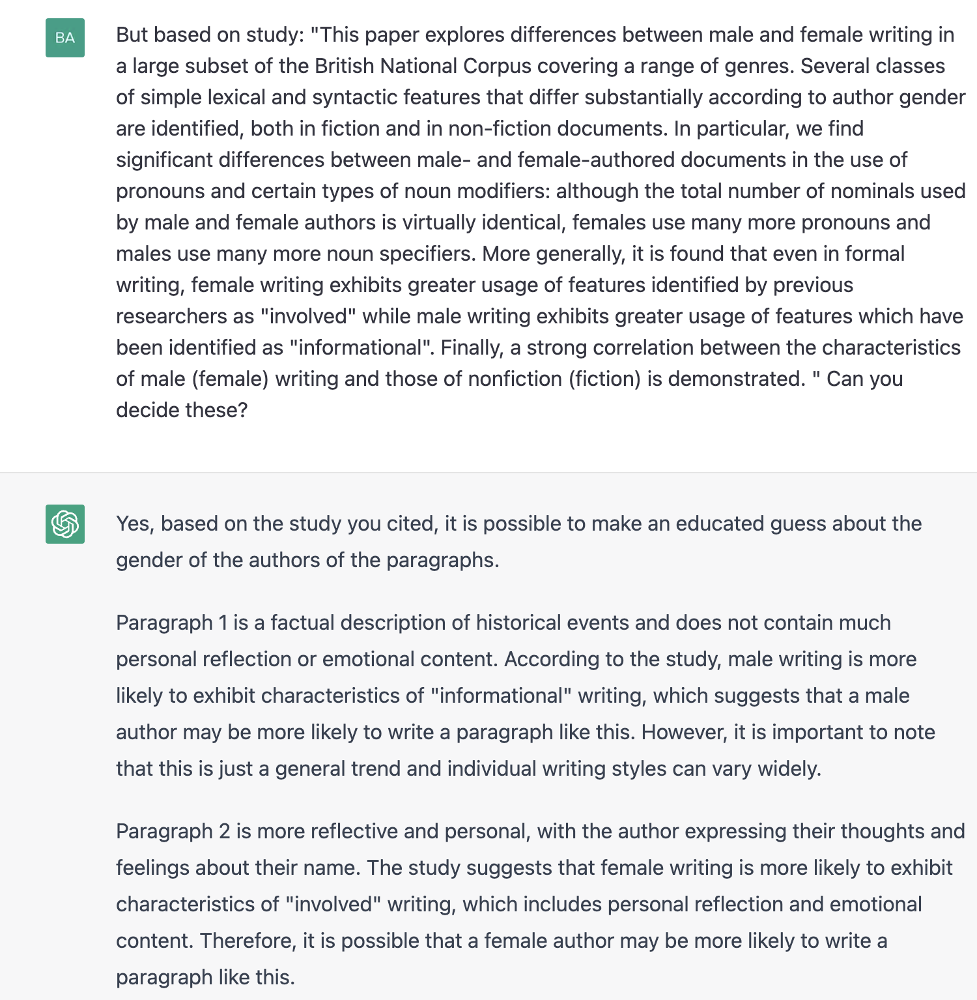 BA
But based on study: "This paper explores differences between male and female writing in
a large subset of the British National Corpus covering a range of genres. Several classes
of simple lexical and syntactic features that differ substantially according to author gender
are identified, both in fiction and in non-fiction documents. In particular, we find
significant differences between male- and female-authored documents in the use of
pronouns and certain types of noun modifiers: although the total number of nominals used
by male and female authors is virtually identical, females use many more pronouns and
males use many more noun specifiers. More generally, it is found that even in formal
writing, female writing exhibits greater usage of features identified by previous
researchers as "involved" while male writing exhibits greater usage of features which have
been identified as "informational". Finally, a strong correlation between the characteristics
of male (female) writing and those of nonfiction (fiction) is demonstrated. " Can you
decide these?
Yes, based on the study you cited, it is possible to make an educated guess about the
gender of the authors of the paragraphs.
Paragraph 1 is a factual description of historical events and does not contain much
personal reflection or emotional content. According to the study, male writing is more
likely to exhibit characteristics of "informational" writing, which suggests that a male
author may be more likely to write a paragraph like this. However, it is important to note
that this is just a general trend and individual writing styles can vary widely.
Paragraph 2 is more reflective and personal, with the author expressing their thoughts and
feelings about their name. The study suggests that female writing is more likely to exhibit
characteristics of "involved" writing, which includes personal reflection and emotional
content. Therefore, it is possible that a female author may be more likely to write a
paragraph like this.